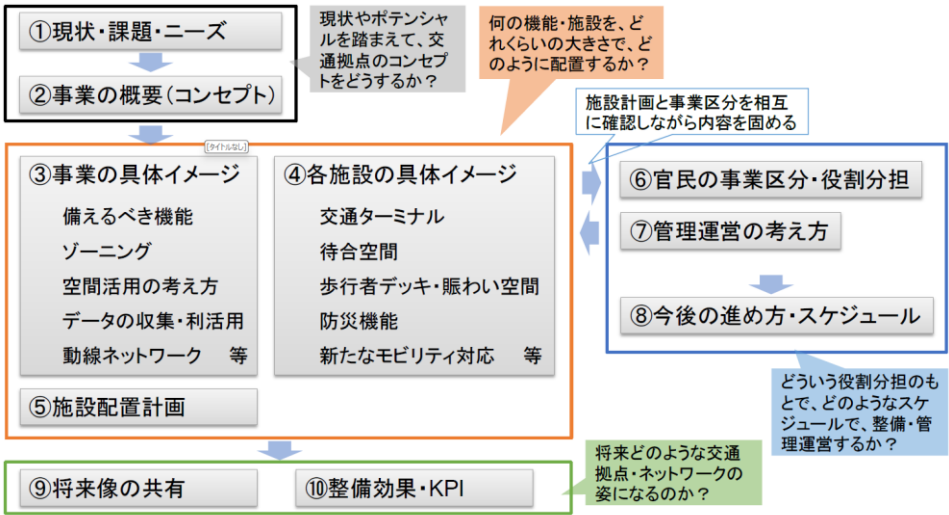 ①現状・課題・ニーズ
②事業の概要(コンセプト)
現状やポテンシャ
ルを踏まえて、交
通拠点のコンセプ
トをどうするか?
何の機能・施設を、ど
れくらいの大きさで、ど
のように配置するか?
施設計画と事業区分を相互
に確認しながら内容を固める
[タイトルなし]
③事業の具体イメージ
備えるべき機能
ゾーニング
空間活用の考え方
データの収集・利活用
動線ネットワーク 等
④各施設の具体イメージ
交通ターミナル
待合空間
歩行者デッキ・賑わい空間
防災機能
新たなモビリティ対応 等
⑤施設配置計画
⑥官民の事業区分・役割分担
⑦管理運営の考え方
⑧今後の進め方・スケジュール
どういう役割分担のも
とで、どのようなスケ
ジュールで、整備・管
理運営するか?
⑨将来像の共有
⑩整備効果・KPI
将来どのような交通
拠点・ネットワークの
姿になるのか?